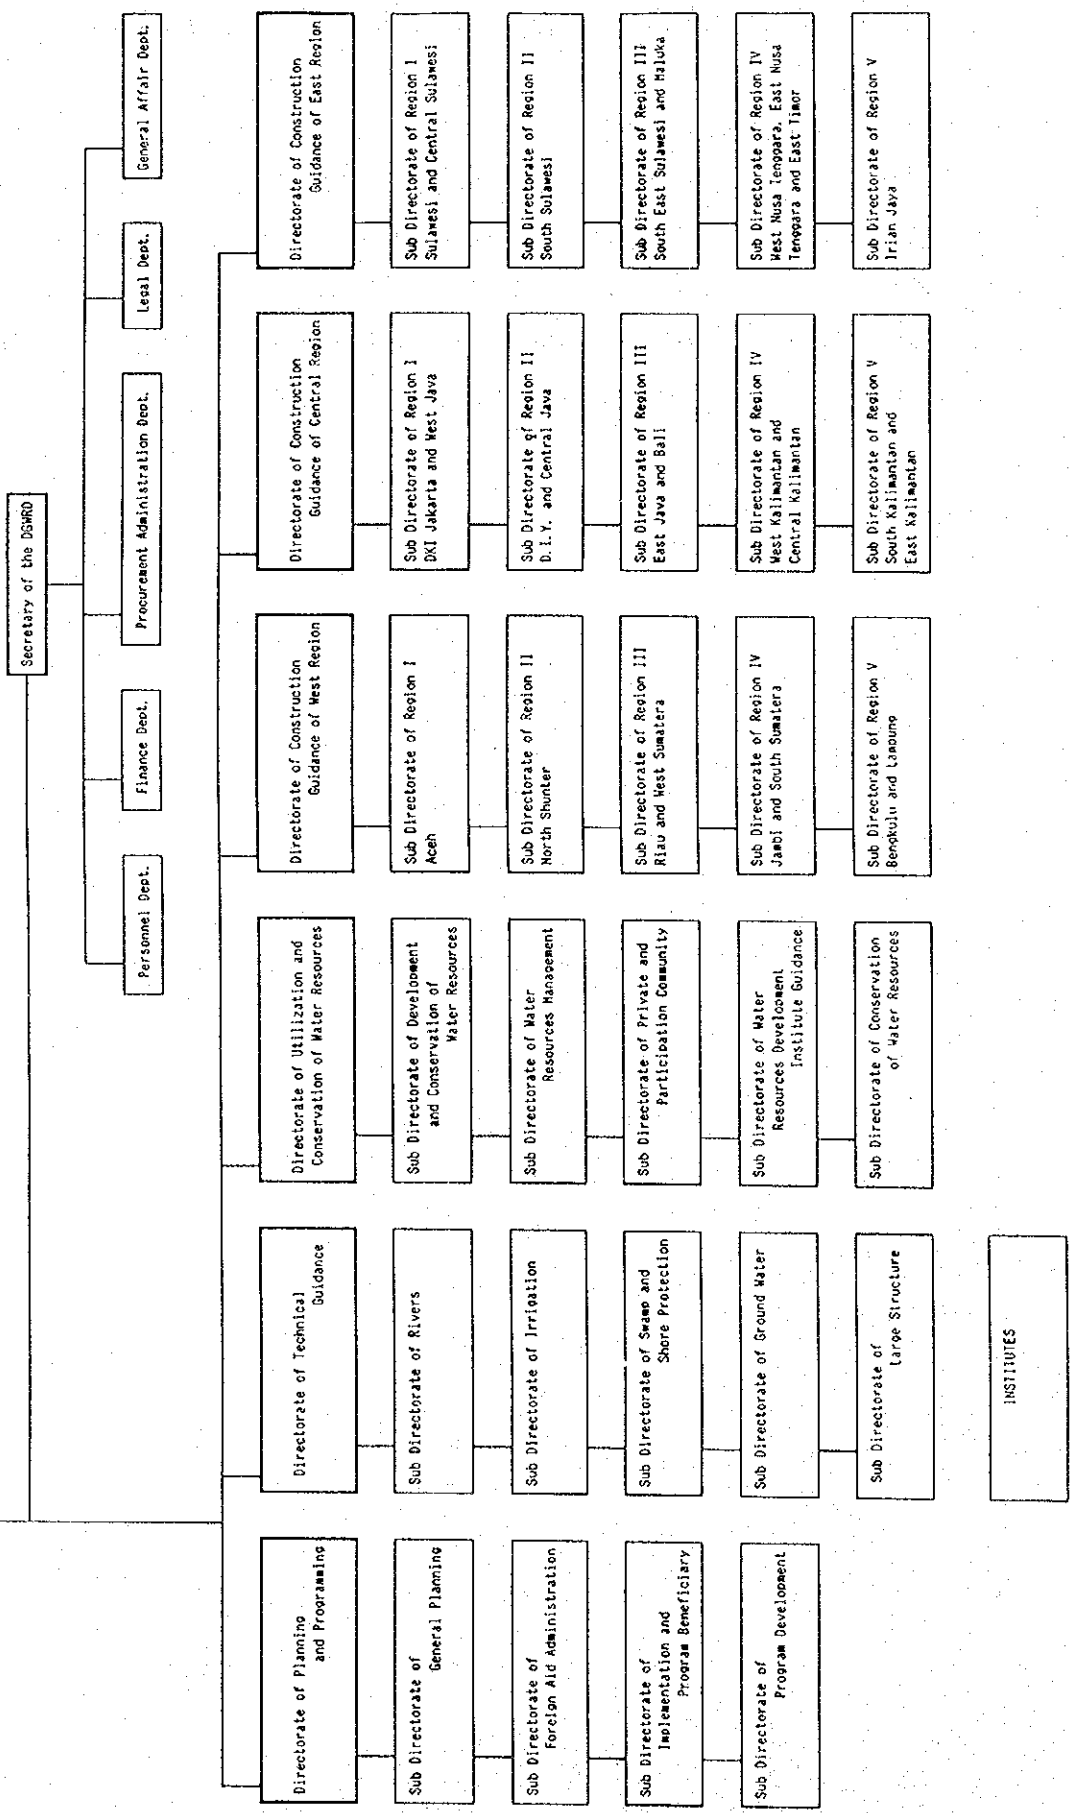 Secretary of the DGWRD
Personnel Dept.
Finance Dept.
Procurement Administration Dept.
Legal Dept.
General Affair Dept.
Directorate of Planning
and Programming
Sub Directorate of
General Planning
Sub Directorate of
Foreign Aid Administration
Sub Directorate of
Implementation and
Program Beneficiary
Sub Directorate of
Program Development
Directorate of Technical
Guidance
Sub Directorate of Rivers
Sub Directorate of Irrigation
Sub Directorate of Swamp and
Shore Protection
Sub Directorate of Ground Water
Sub Directorate of
Large Structure
INSTITUTES
Directorate of Utilization and
Conservation of Water Resources
Sub Directorate of Development
and Conservation of
Water Resources
Sub Directorate of Water
Resources Management
Sub Directorate of Private and
Participation Community
Sub Directorate of Water
Resources Development
Institute Guidance
Sub Directorate of Conservation
of Water Resources
Directorate of Construction
Guidance of West Region
Sub Directorate of Region I
Aceh
Sub Directorate of Region II
North Shunter
Sub Directorate of Region III
Riau and West Sumatera
Sub Directorate of Region IV
Jambi and South Sumatera
Sub Directorate of Region V
Bengkulu and Lampung
Directorate of Construction
Guidance of Central Region
Sub Directorate of Region I
DKI Jakarta and West Java
Sub Directorate of Region II
D.I.Y. and Central Java
Sub Directorate of Region III
East Java and Bali
Sub Directorate of Region IV
West Kalimantan and
Central Kalimantan
Sub Directorate of Region V
South Kalimantan and
East Kalimantan
Directorate of Construction
Guidance of East Region
Sub Directorate of Region I
Sulawesi and Central Sulawesi
Sub Directorate of Region II
South Sulawesi
Sub Directorate of Region III
South East Sulawesi and Maluka
Sub Directorate of Region IV
West Nusa Tenggara, East Nusa
Tenggara and East Timor
Sub Directorate of Region V
Irian Jaya